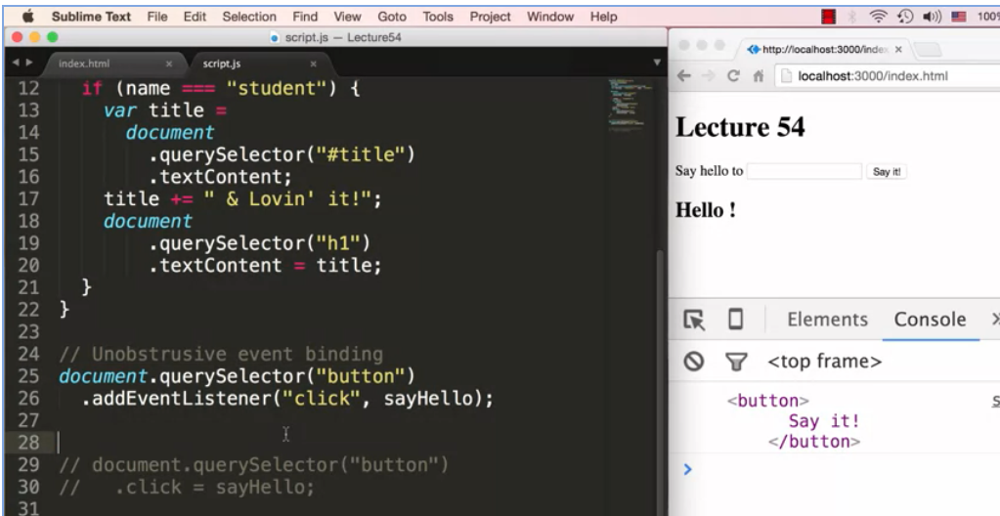 Sublime Text File Edit Selection Find View Goto Tools Project Window Help 100%
script.js — Lecture54
index.html × script.js ×
12 if (name === "student") {
13 var title =
14 document
15 .querySelector("#title")
16 .textContent;
17 title += " & Lovin' it!";
18 document
19 .querySelector("h1")
20 .textContent = title;
21 }
22 }
23
24 // Unobstrusive event binding
25 document.querySelector("button")
26 .addEventListener("click", sayHello);
27
28
29 // document.querySelector("button")
30 // .click = sayHello;
31
http://localhost:3000/index ×
localhost:3000/index.html
Lecture 54
Say hello to Say it!
Hello !
Elements Console
<top frame>
<button>
Say it!
</button>